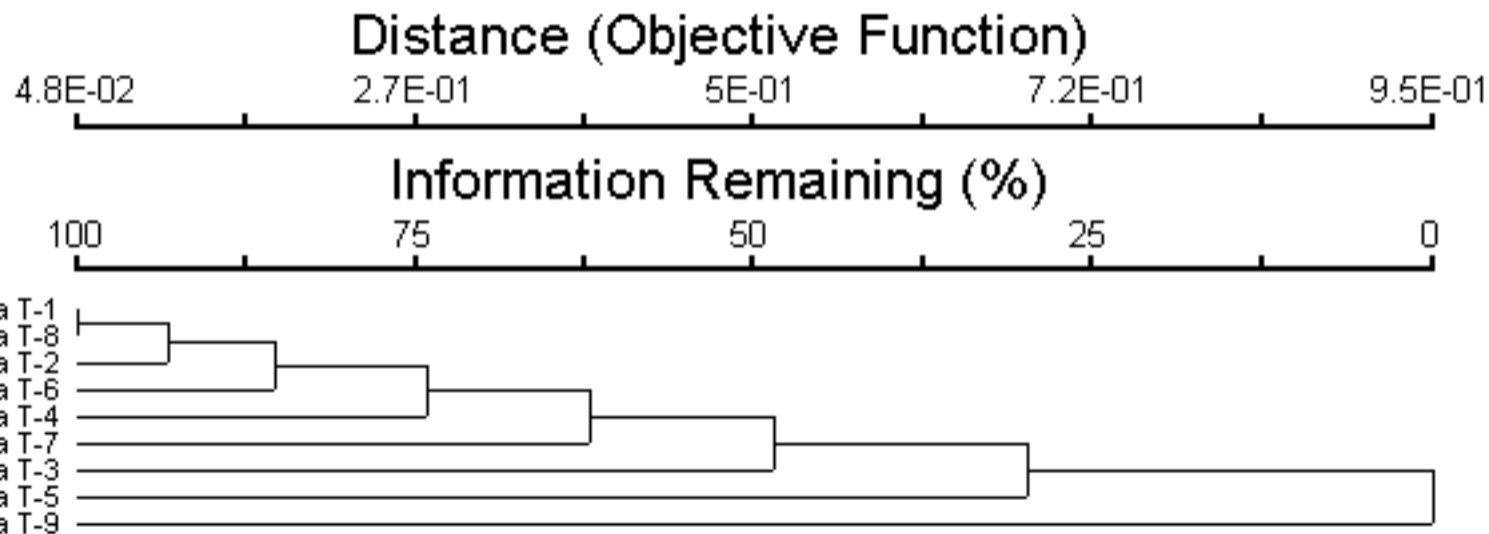 Distance (Objective Function)
4.8E-02 2.7E-01 5E-01 7.2E-01 9.5E-01
Information Remaining (%)
100 75 50 25 0
a T-1
a T-8
a T-2
a T-6
a T-4
a T-7
a T-3
a T-5
a T-9